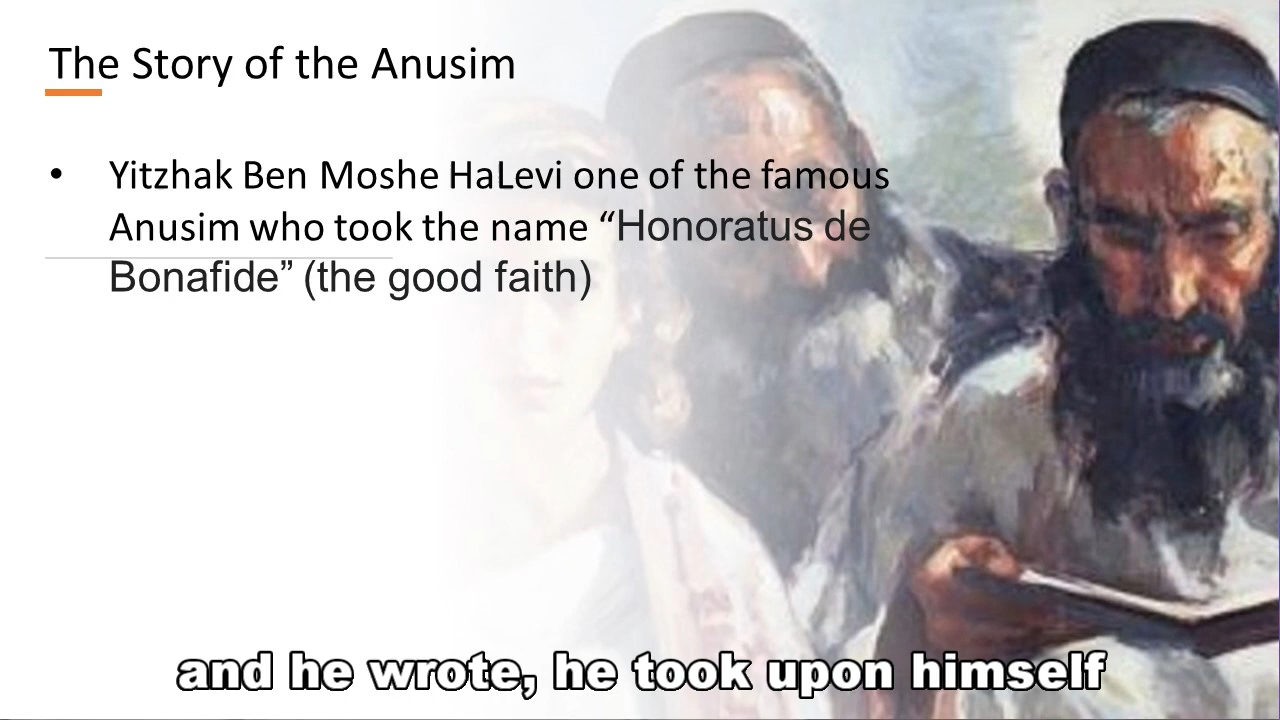 The Story of the Anusim
• Yitzhak Ben Moshe HaLevi one of the famous
Anusim who took the name “Honoratus de
Bonafide” (the good faith)
and he wrote, he took upon himself